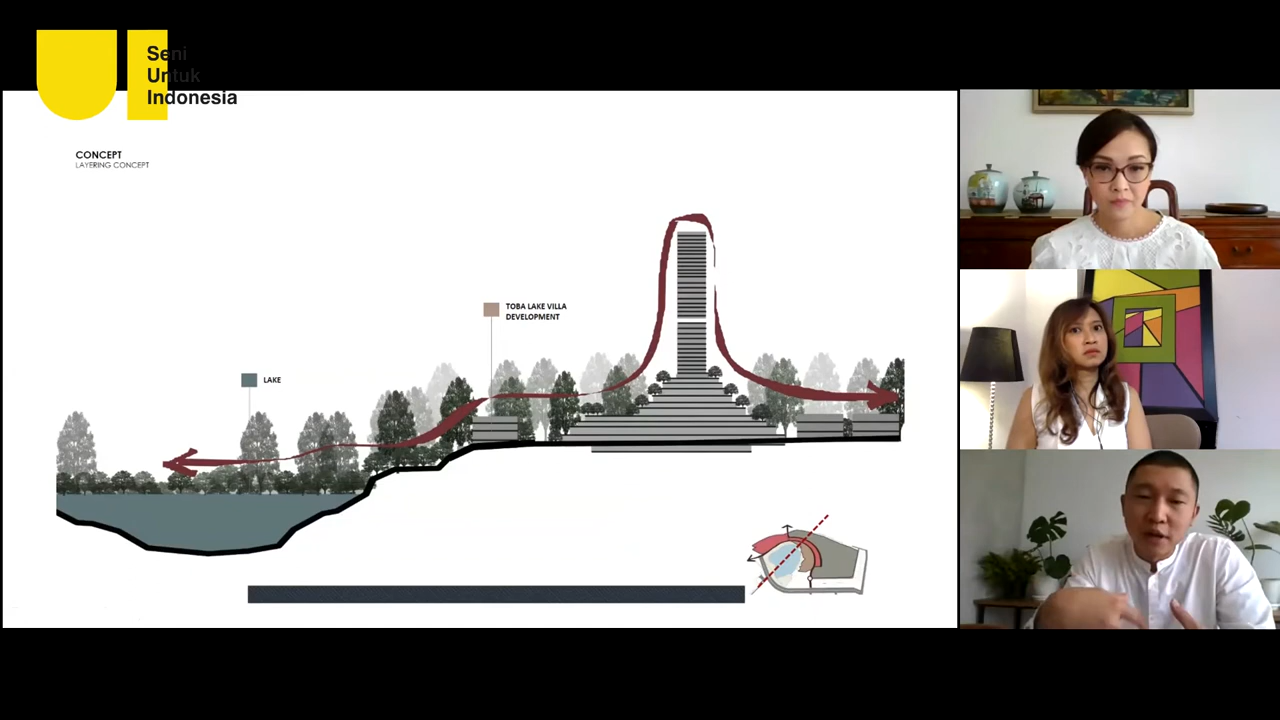 Seni
Untuk
Indonesia
CONCEPT
LAYERING CONCEPT
TOBA LAKE VILLA
DEVELOPMENT
LAKE